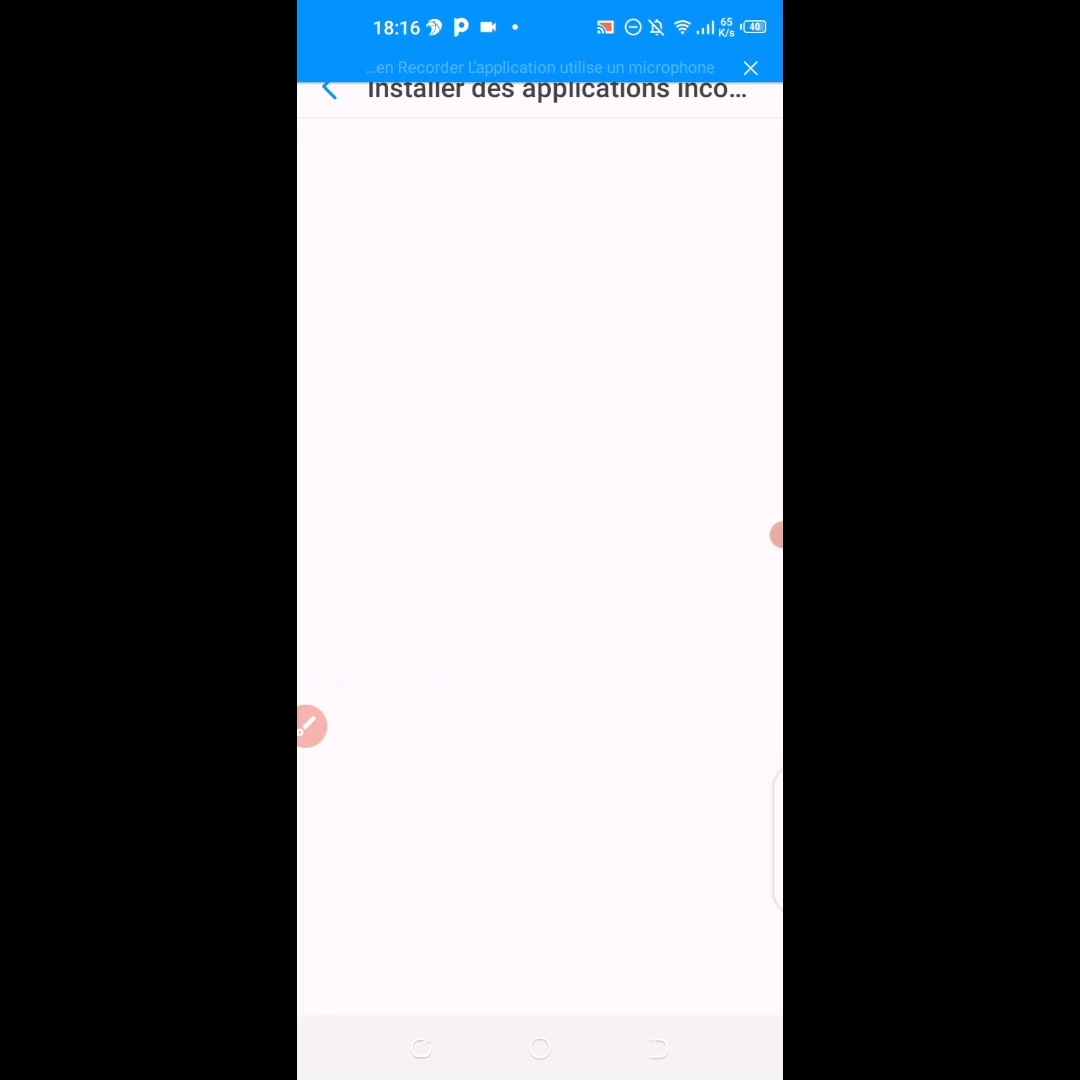 18:16
65
K/s
40
...en Recorder L'application utilise un microphone
Installer des applications inco...